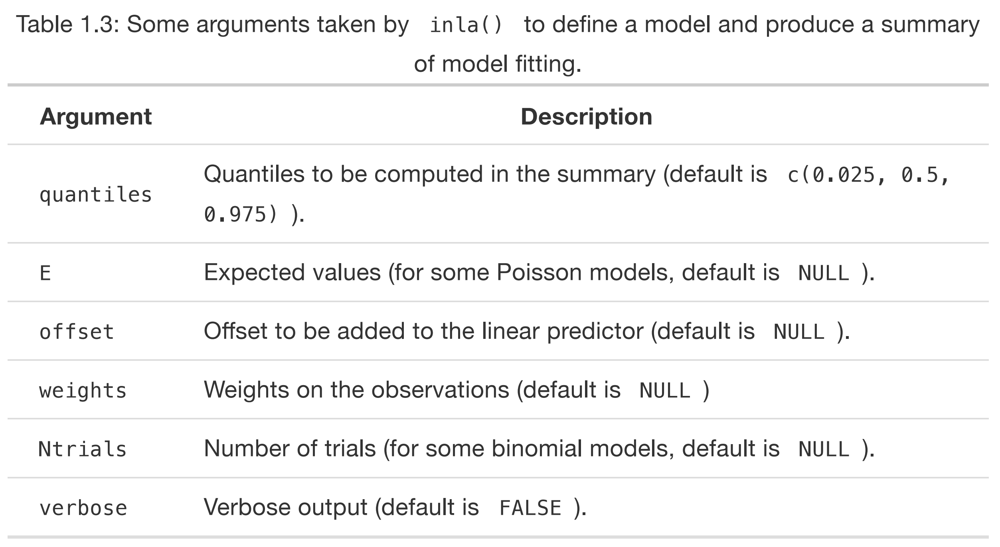 Table 1.3: Some arguments taken by inla() to define a model and produce a summary
of model fitting.
Argument Description
quantiles Quantiles to be computed in the summary (default is c(0.025, 0.5,
0.975) ).
E Expected values (for some Poisson models, default is NULL ).
offset Offset to be added to the linear predictor (default is NULL ).
weights Weights on the observations (default is NULL )
Ntrials Number of trials (for some binomial models, default is NULL ).
verbose Verbose output (default is FALSE ).